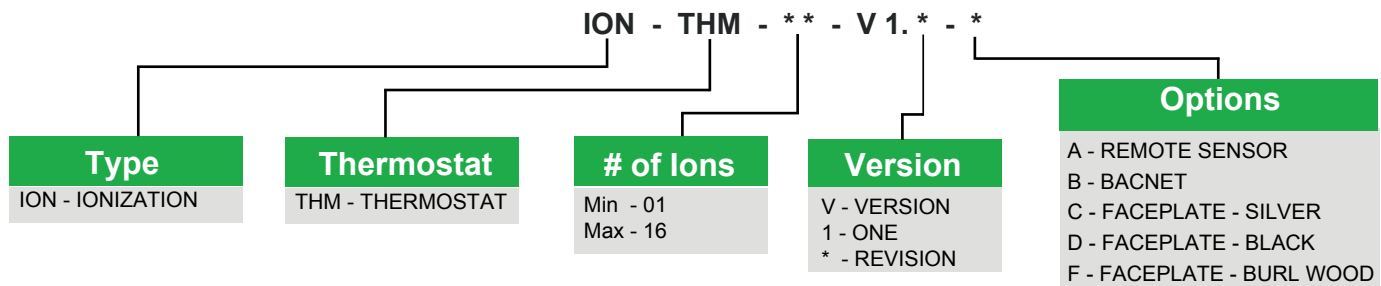 ION - THM - * * - V 1. * - *
Type
ION - IONIZATION
Thermostat
THM - THERMOSTAT
# of Ions
Min - 01
Max - 16
Version
V - VERSION
1 - ONE
* - REVISION
Options
A - REMOTE SENSOR
B - BACNET
C - FACEPLATE - SILVER
D - FACEPLATE - BLACK
F - FACEPLATE - BURL WOOD